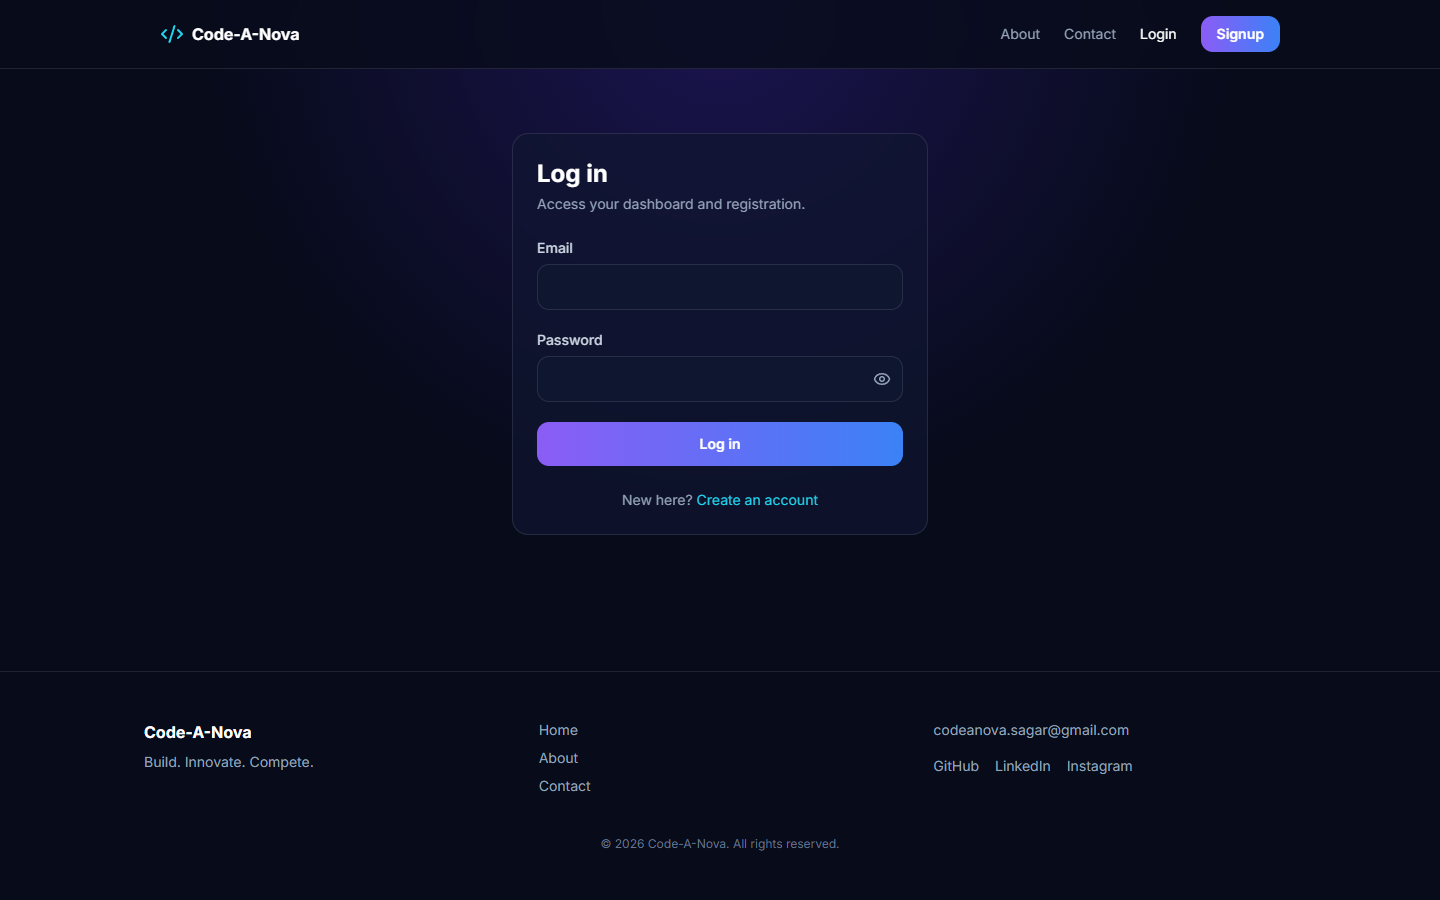 Code-A-Nova
About
Contact
Login
Signup
Log in
Access your dashboard and registration.
Email
Password
Log in
New here? Create an account
Code-A-Nova
Build. Innovate. Compete.
Home
About
Contact
codeanova.sagar@gmail.com
GitHub LinkedIn Instagram
© 2026 Code-A-Nova. All rights reserved.